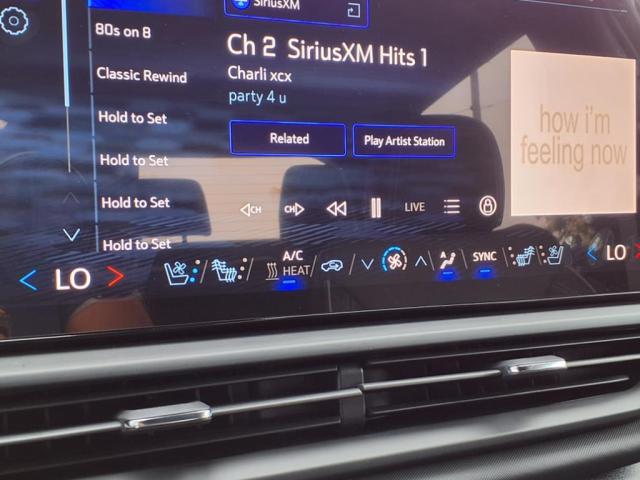 SiriusXM
80s on 8
Ch 2 SiriusXM Hits 1
Classic Rewind
Charli xcx
party 4 u
how i'm
feeling now
Hold to Set
Related
Play Artist Station
Hold to Set
Hold to Set
CH
CH
LIVE
Hold to Set
LO
A/C
HEAT
A
SYNC
LO